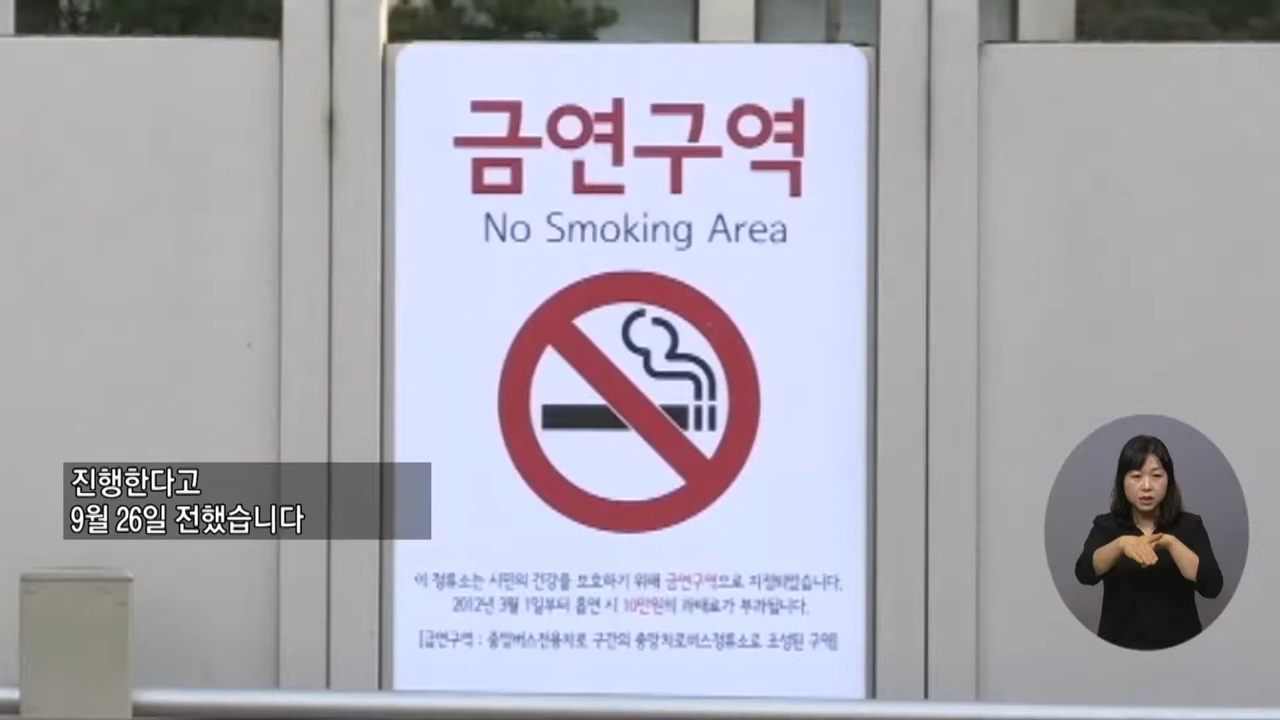 금연구역
No Smoking Area
이 정류소는 시민의 건강을 보호하기 위해 금연구역으로 지정되었습니다.
2012년 3월 1일부터 흡연 시 10만원의 과태료가 부과됩니다.
[금연구역 : 중앙버스전용차로 구간의 중앙차로버스정류소로 조성된 구역]
진행한다고
9월 26일 전했습니다